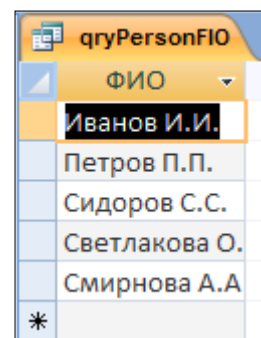 qryPersonFIO
ФИО
Иванов И.И.
Петров П.П.
Сидоров С.С.
Светлакова О.
Смирнова А.А